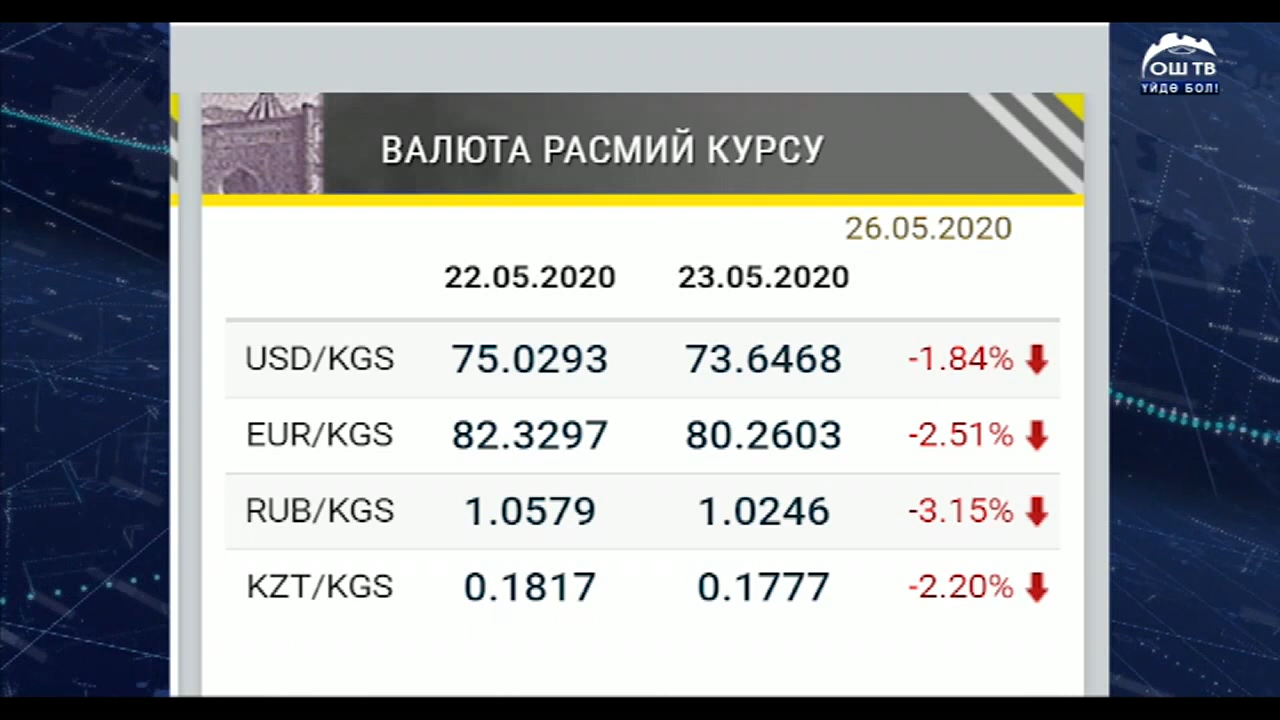 ОШ ТВ
ҮЙДӨ БОЛ!
ВАЛЮТА РАСМИЙ КУРСУ
26.05.2020
22.05.2020 23.05.2020
USD/KGS 75.0293 73.6468 -1.84%
EUR/KGS 82.3297 80.2603 -2.51%
RUB/KGS 1.0579 1.0246 -3.15%
KZT/KGS 0.1817 0.1777 -2.20%